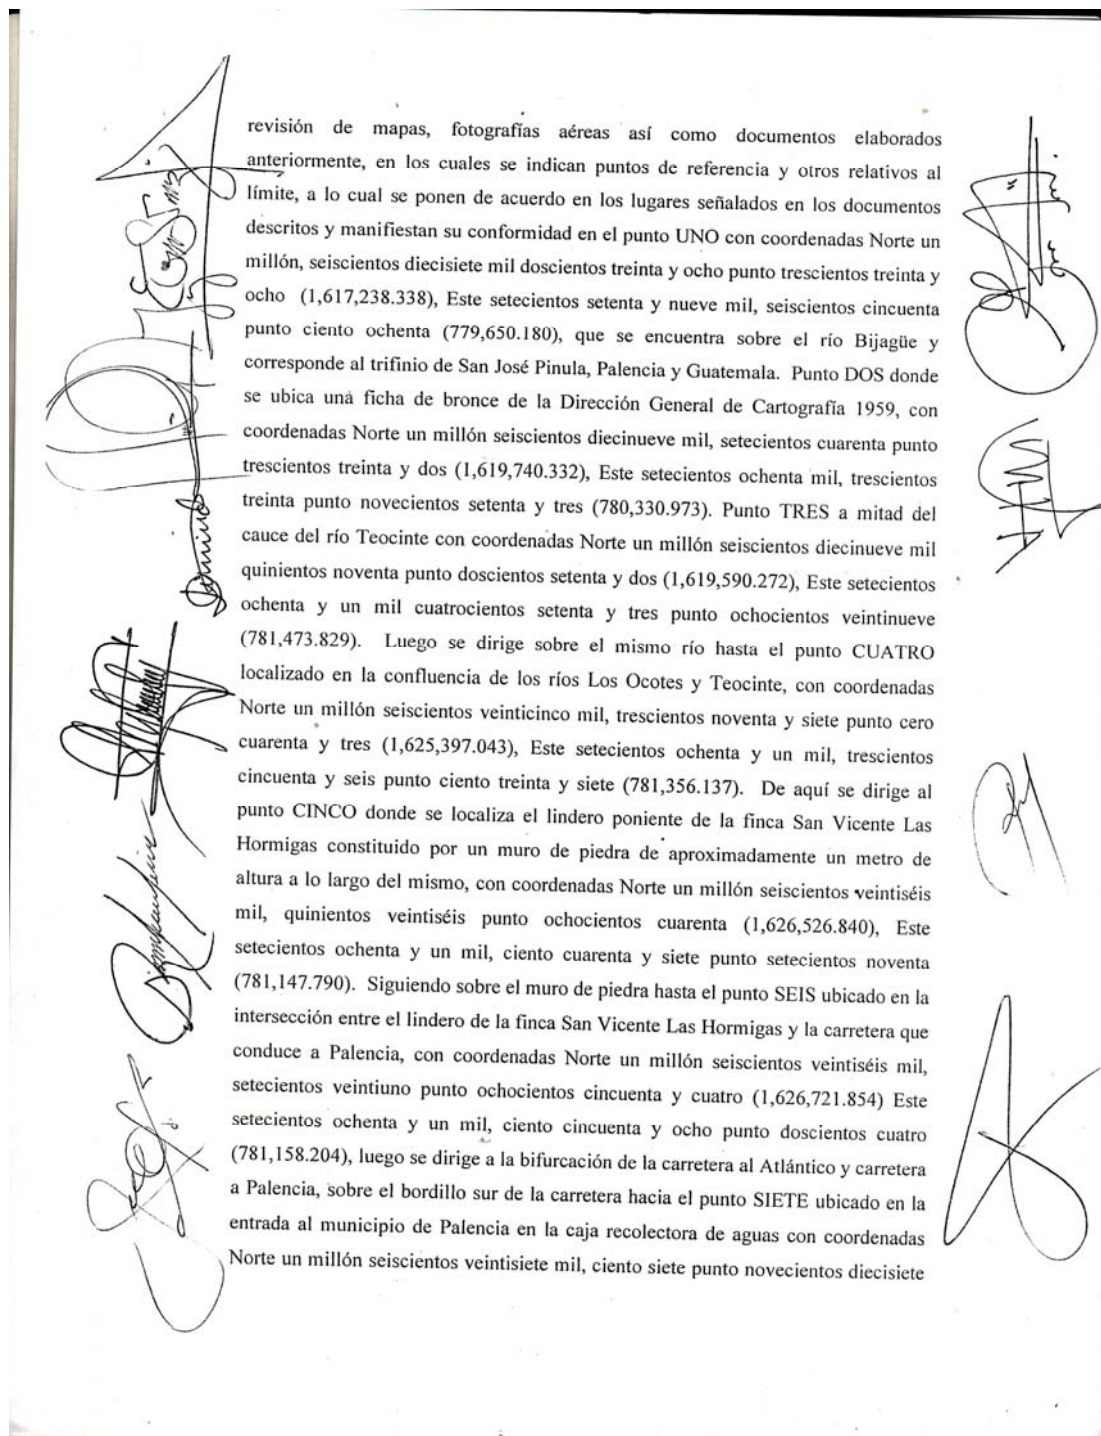 revisión de mapas, fotografías aéreas así como documentos elaborados
anteriormente, en los cuales se indican puntos de referencia y otros relativos al
límite, a lo cual se ponen de acuerdo en los lugares señalados en los documentos
descritos y manifiestan su conformidad en el punto UNO con coordenadas Norte un
millón, seiscientos diecisiete mil doscientos treinta y ocho punto trescientos treinta y
ocho (1,617,238.338), Este setecientos setenta y nueve mil, seiscientos cincuenta
punto ciento ochenta (779,650.180), que se encuentra sobre el río Bijagüe y
corresponde al trifinio de San José Pinula, Palencia y Guatemala. Punto DOS donde
se ubica una ficha de bronce de la Dirección General de Cartografía 1959, con
coordenadas Norte un millón seiscientos diecinueve mil, setecientos cuarenta punto
trescientos treinta y dos (1,619,740.332), Este setecientos ochenta mil, trescientos
treinta punto novecientos setenta y tres (780,330.973). Punto TRES a mitad del
cauce del río Teocinte con coordenadas Norte un millón seiscientos diecinueve mil
quinientos noventa punto doscientos setenta y dos (1,619,590.272), Este setecientos
ochenta y un mil cuatrocientos setenta y tres punto ochocientos veintinueve
(781,473.829). Luego se dirige sobre el mismo río hasta el punto CUATRO
localizado en la confluencia de los ríos Los Ocotes y Teocinte, con coordenadas
Norte un millón seiscientos veinticinco mil, trescientos noventa y siete punto cero
cuarenta y tres (1,625,397.043), Este setecientos ochenta y un mil, trescientos
cincuenta y seis punto ciento treinta y siete (781,356.137). De aquí se dirige al
punto CINCO donde se localiza el lindero poniente de la finca San Vicente Las
Hormigas constituido por un muro de piedra de aproximadamente un metro de
altura a lo largo del mismo, con coordenadas Norte un millón seiscientos veintiséis
mil, quinientos veintiséis punto ochocientos cuarenta (1,626,526.840), Este
setecientos ochenta y un mil, ciento cuarenta y siete punto setecientos noventa
(781,147.790). Siguiendo sobre el muro de piedra hasta el punto SEIS ubicado en la
intersección entre el lindero de la finca San Vicente Las Hormigas y la carretera que
conduce a Palencia, con coordenadas Norte un millón seiscientos veintiséis mil,
setecientos veintiuno punto ochocientos cincuenta y cuatro (1,626,721.854) Este
setecientos ochenta y un mil, ciento cincuenta y ocho punto doscientos cuatro
(781,158.204), luego se dirige a la bifurcación de la carretera al Atlántico y carretera
a Palencia, sobre el bordillo sur de la carretera hacia el punto SIETE ubicado en la
entrada al municipio de Palencia en la caja recolectora de aguas con coordenadas
Norte un millón seiscientos veintisiete mil, ciento siete punto novecientos diecisiete